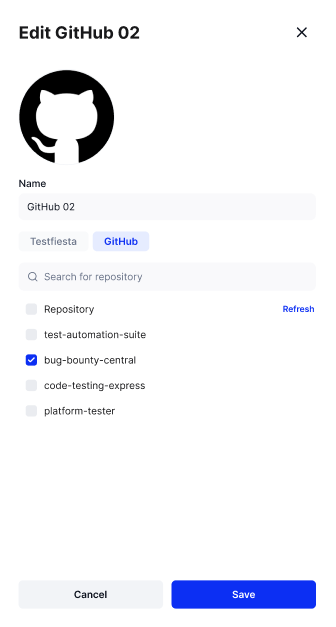 Edit GitHub 02
Name
GitHub 02
Testfiesta GitHub
Search for repository
Repository Refresh
test-automation-suite
bug-bounty-central
code-testing-express
platform-tester
Cancel Save